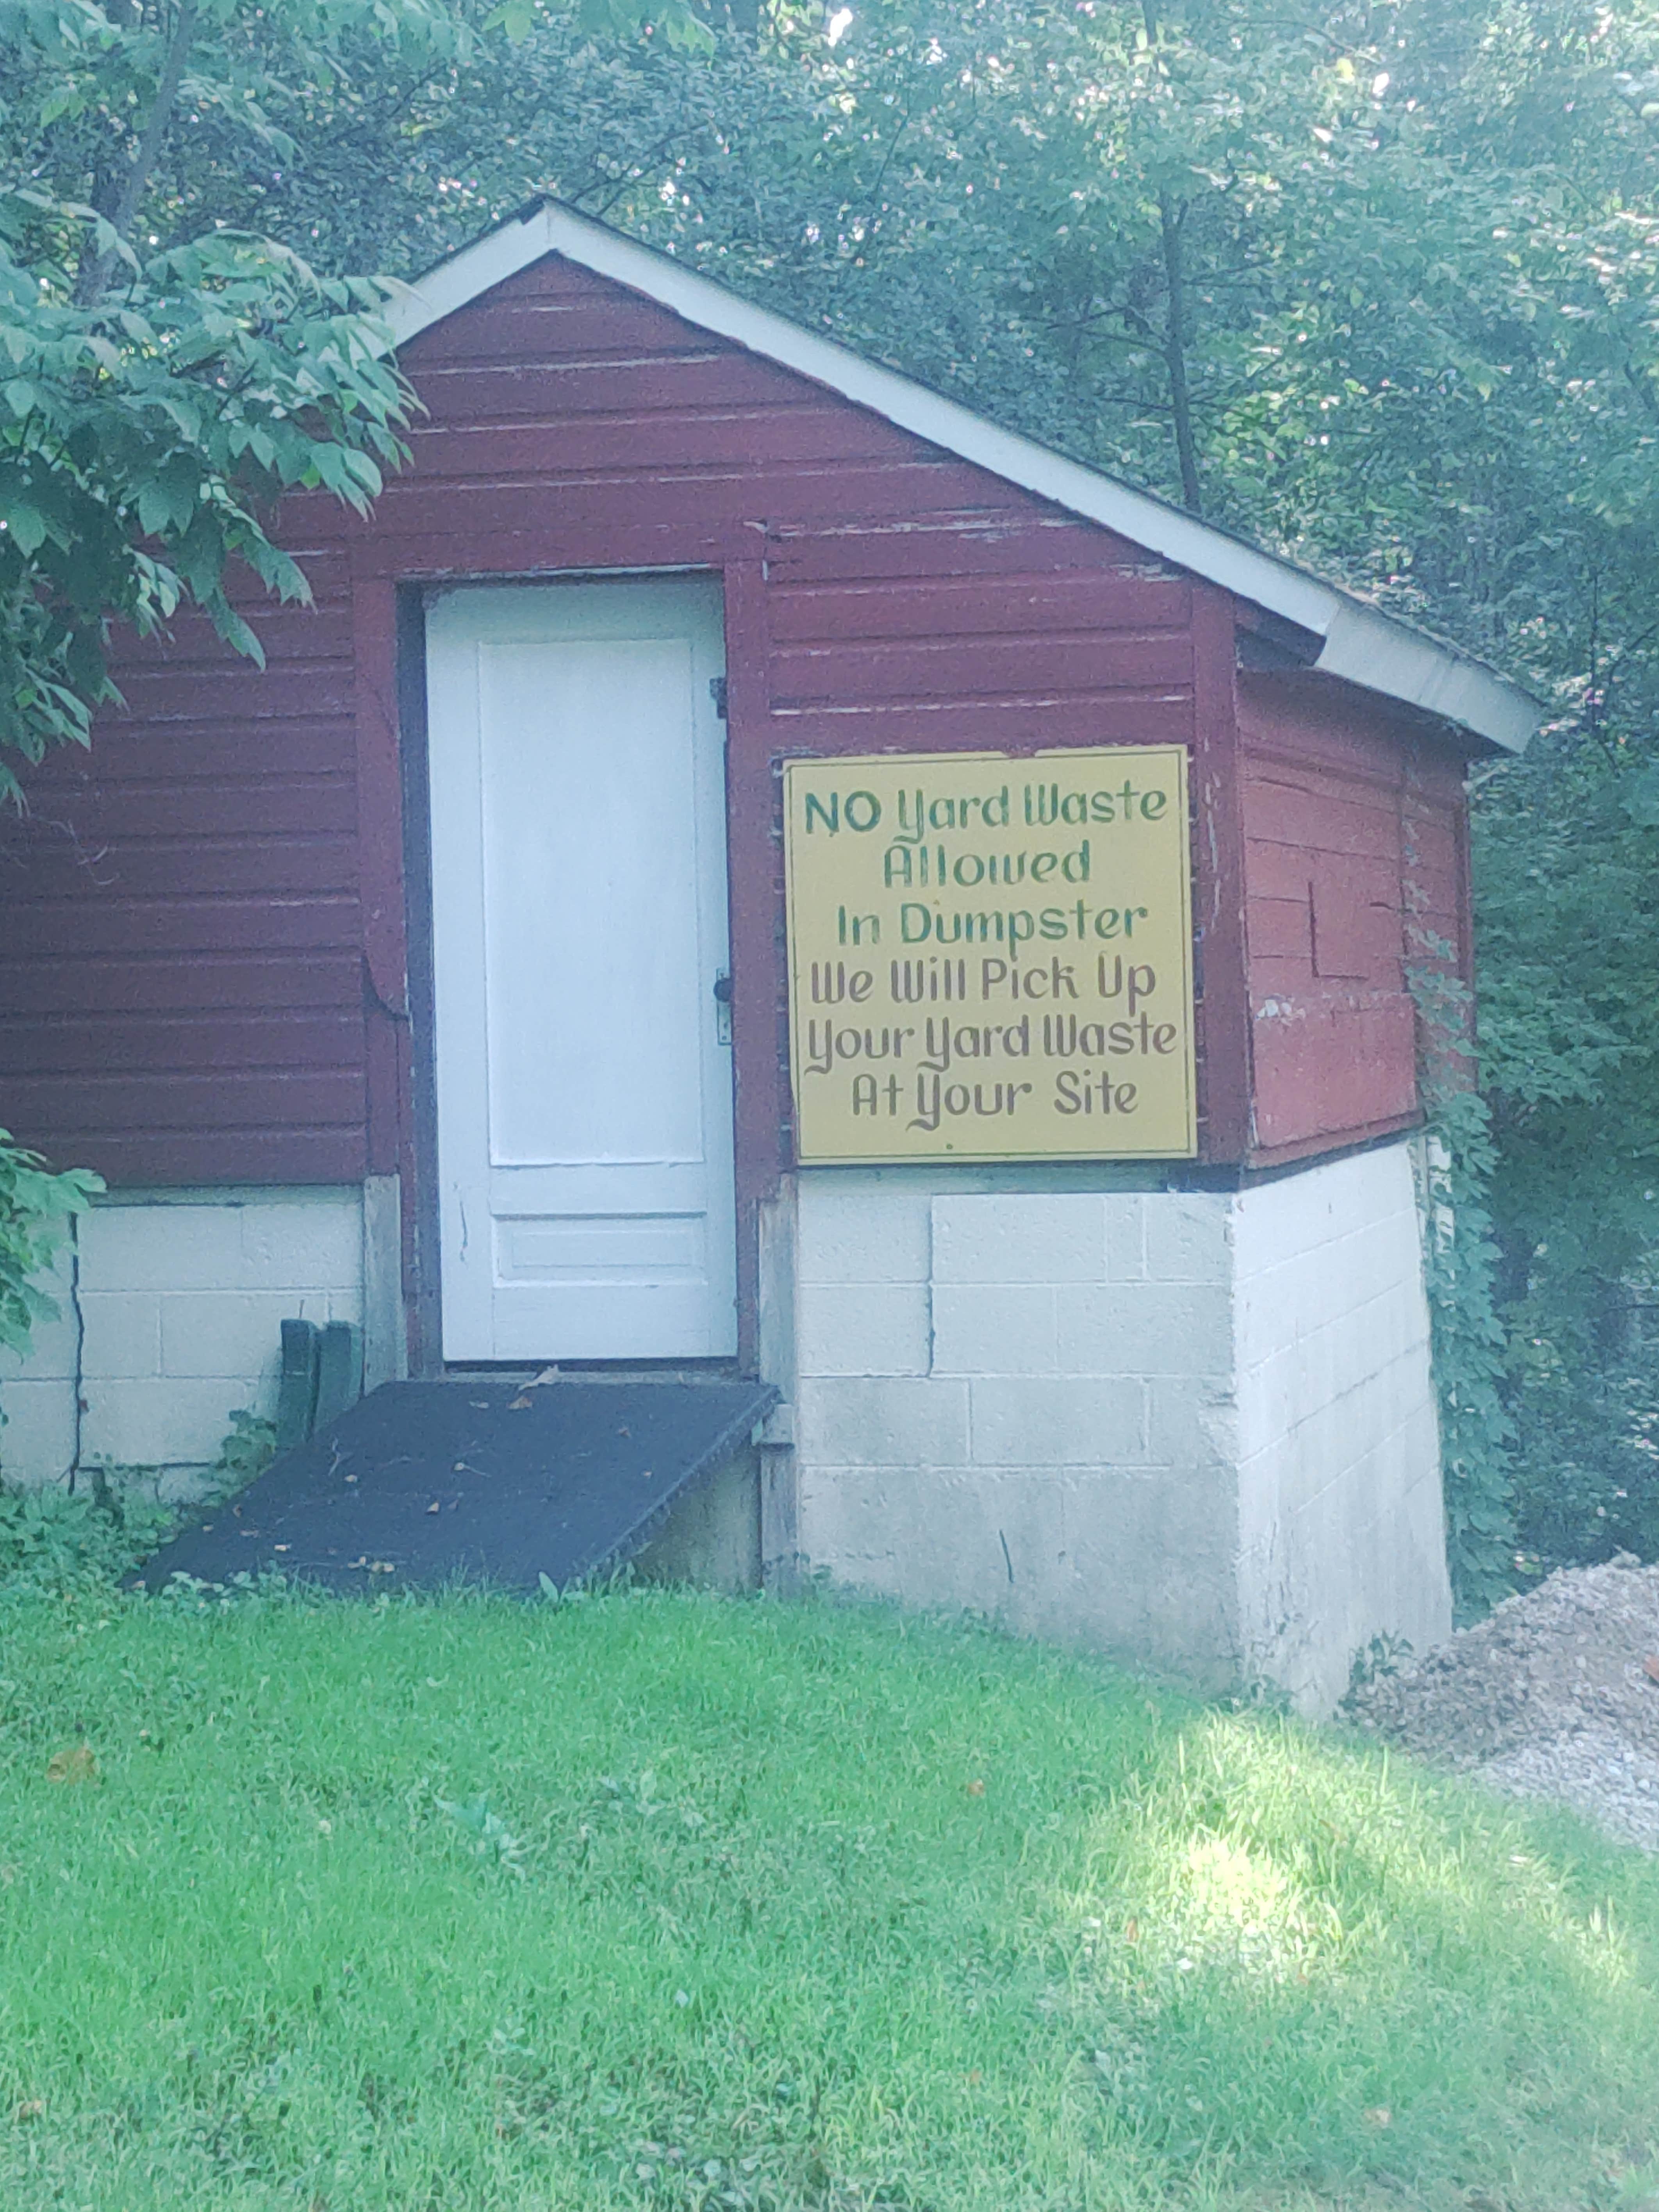 NO Yard Waste
Allowed
In Dumpster
We Will Pick Up
Your Yard Waste
At Your Site